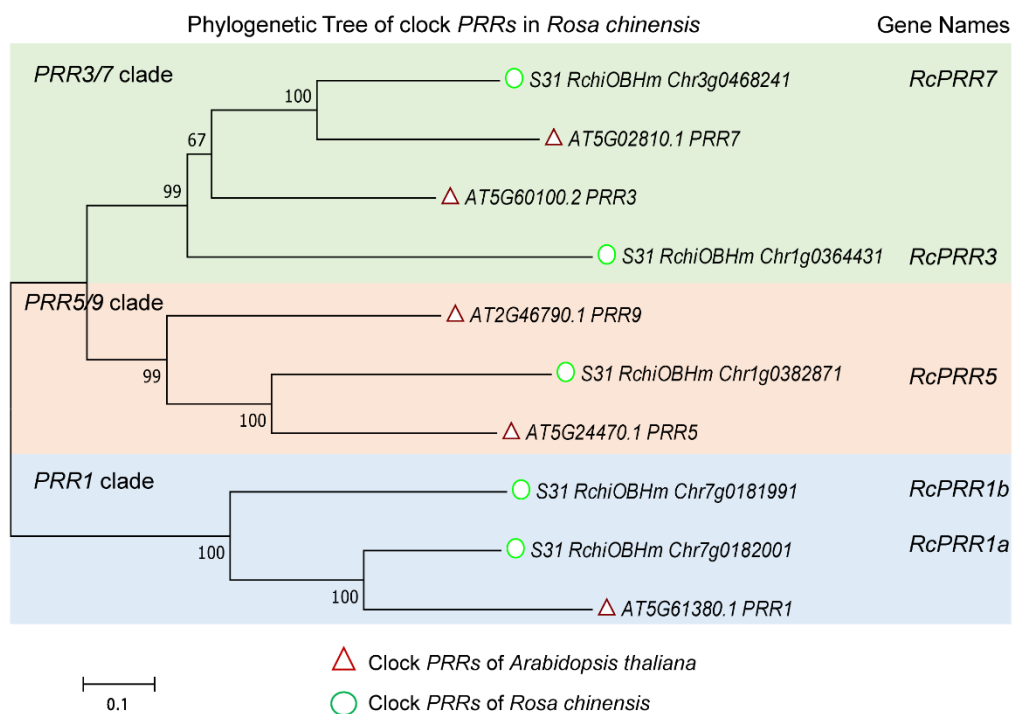 Phylogenetic Tree of clock PRRs in Rosa chinensis
Gene Names
PRR3/7 clade
100
S31 RchiOBHm Chr3g0468241
RcPRR7
67
AT5G02810.1 PRR7
99
AT5G60100.2 PRR3
S31 RchiOBHm Chr1g0364431
RcPRR3
PRR5/9 clade
AT2G46790.1 PRR9
99
S31 RchiOBHm Chr1g0382871
RcPRR5
100
AT5G24470.1 PRR5
PRR1 clade
S31 RchiOBHm Chr7g0181991
RcPRR1b
100
S31 RchiOBHm Chr7g0182001
RcPRR1a
100
AT5G61380.1 PRR1
Clock PRRs of Arabidopsis thaliana
0.1
Clock PRRs of Rosa chinensis